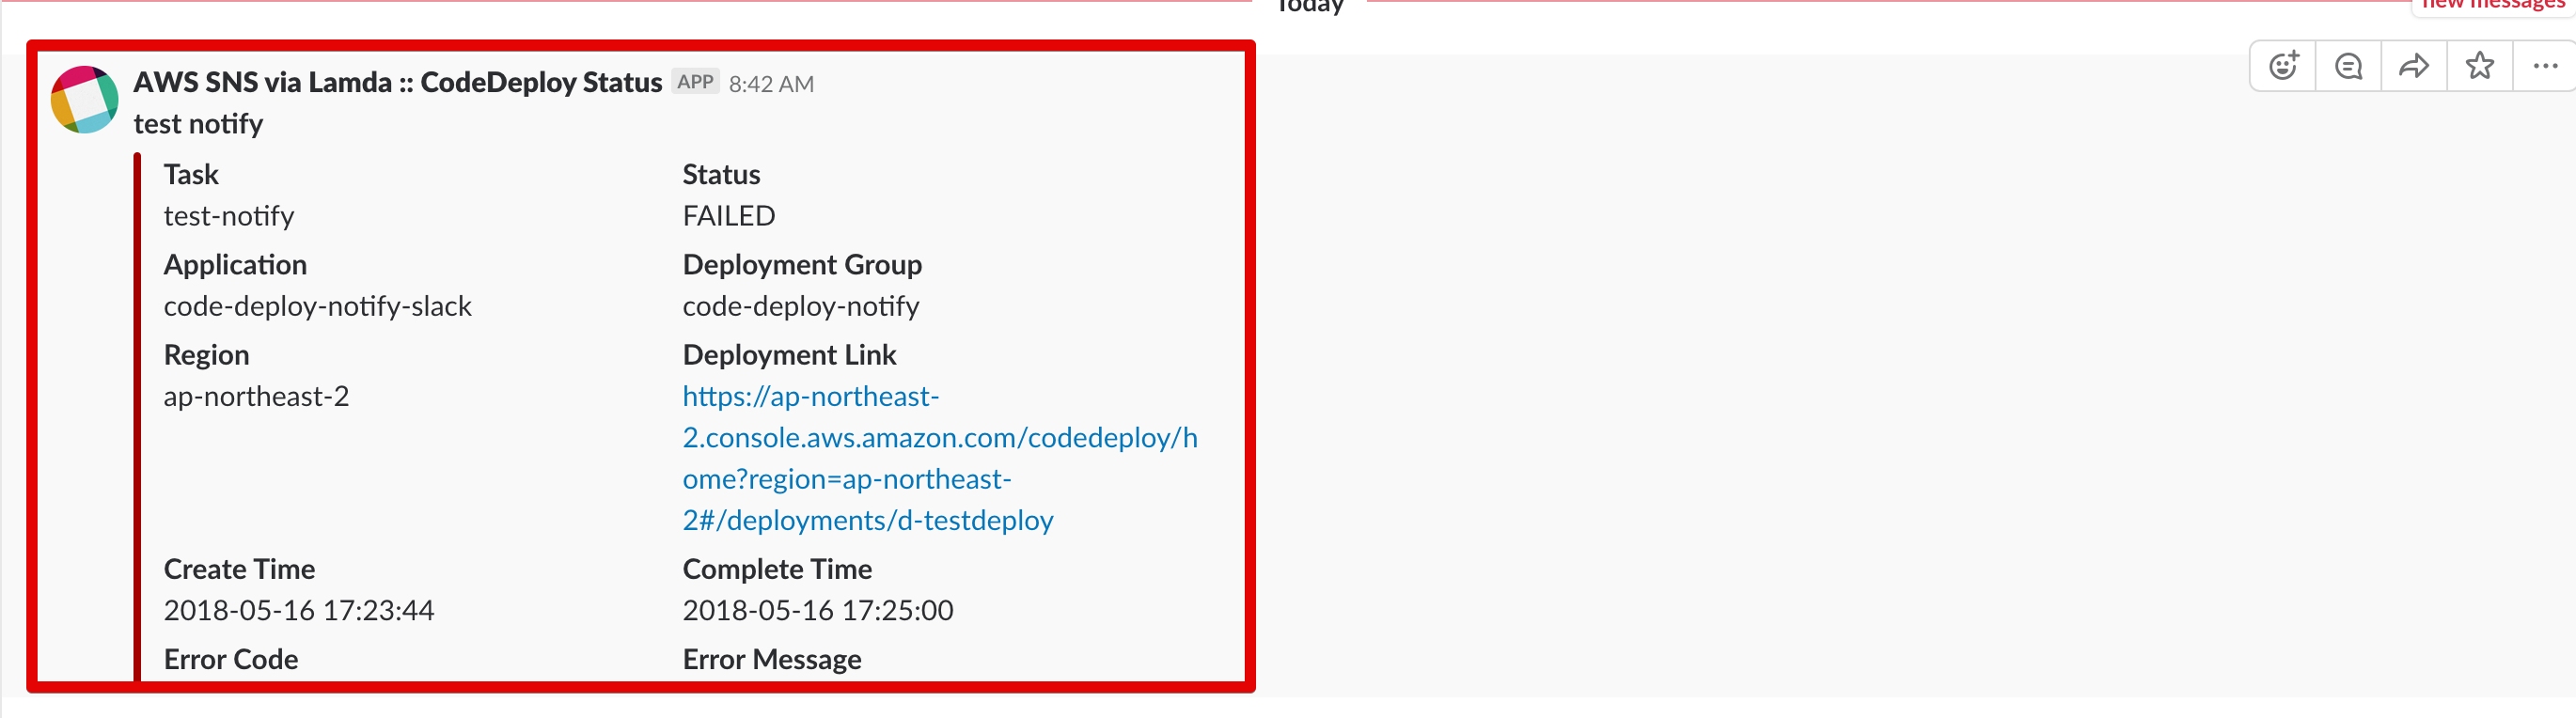 Today
new messages
AWS SNS via Lamda :: CodeDeploy Status APP 8:42 AM
test notify
Task Status
test-notify FAILED
Application Deployment Group
code-deploy-notify-slack code-deploy-notify
Region Deployment Link
ap-northeast-2 https://ap-northeast-
2.console.aws.amazon.com/codedeploy/h
ome?region=ap-northeast-
2#/deployments/d-testdeploy
Create Time Complete Time
2018-05-16 17:23:44 2018-05-16 17:25:00
Error Code Error Message